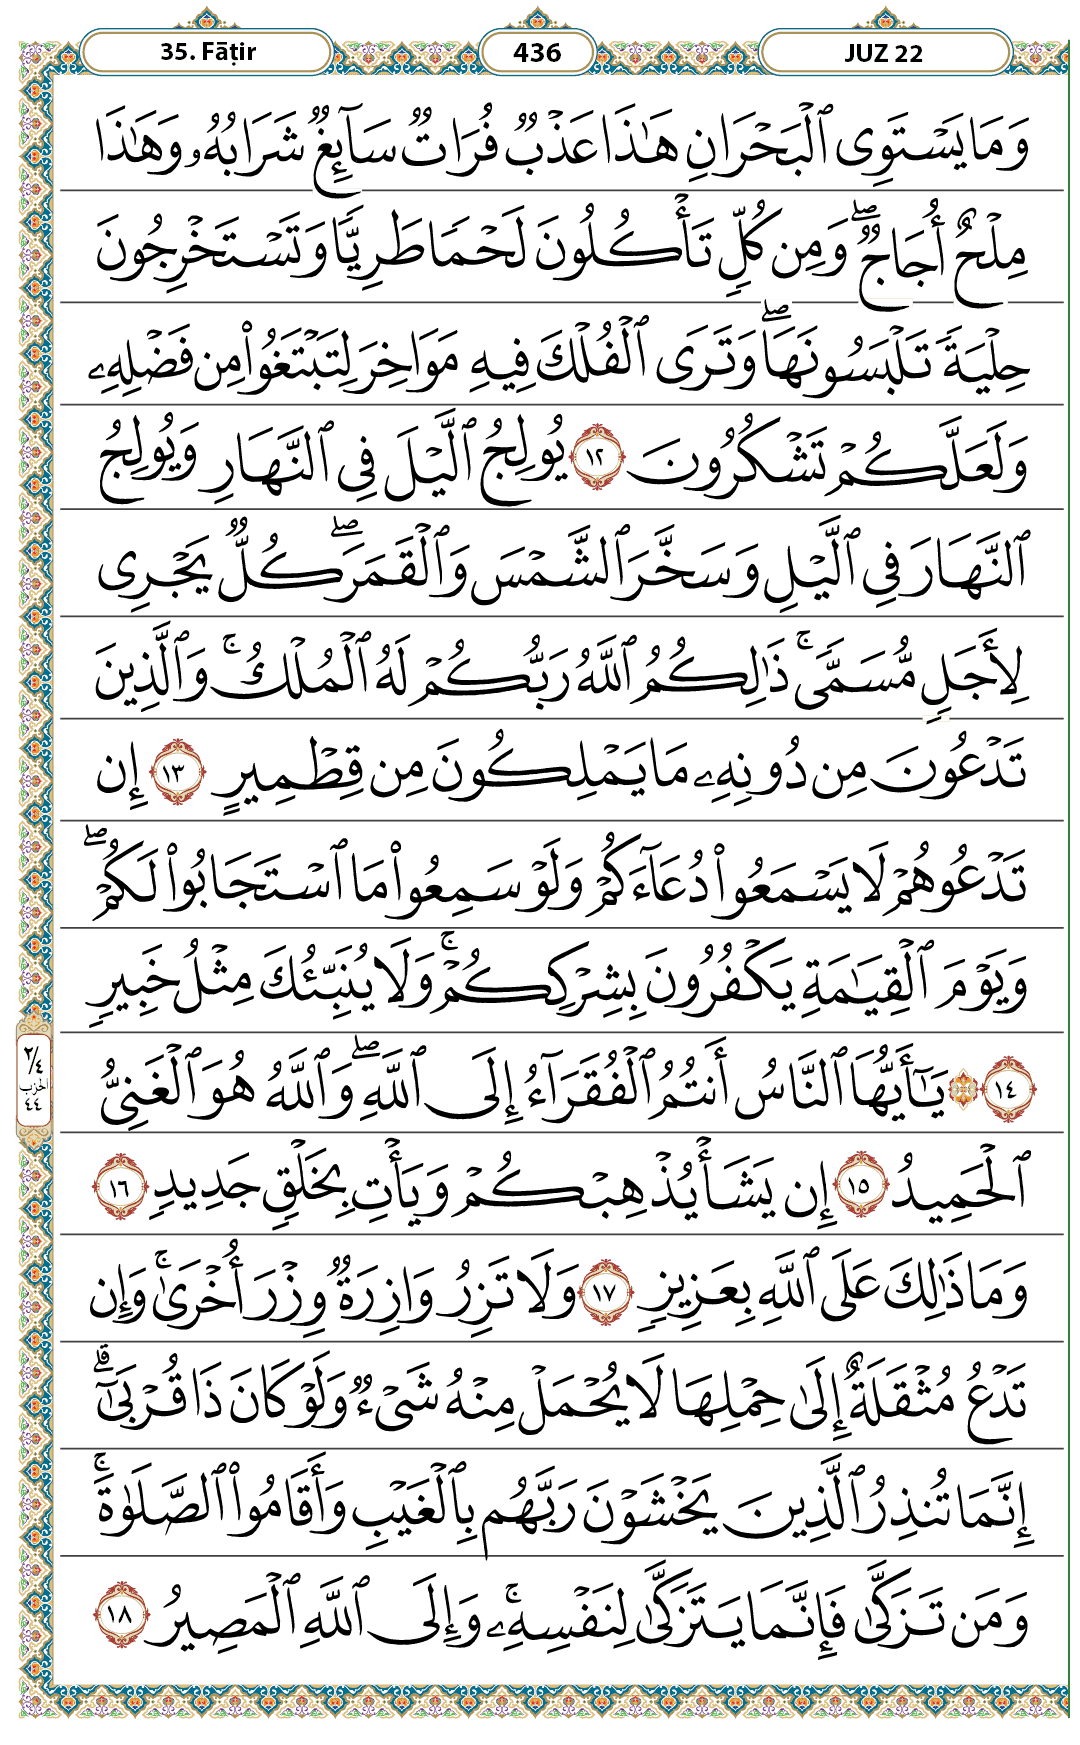 35. Fāṭir
436
JUZ 22
وَمَا يَسْتَوِى ٱلْبَحْرَانِ هَـٰذَا عَذْبٌ فُرَاتٌ سَآئِغٌ شَرَابُهُۥ وَهَـٰذَا
مِلْحٌ أُجَاجٌ ۖ وَمِن كُلٍّ تَأْكُلُونَ لَحْمًا طَرِيًّا وَتَسْتَخْرِجُونَ
حِلْيَةً تَلْبَسُونَهَا ۖ وَتَرَى ٱلْفُلْكَ فِيهِ مَوَاخِرَ لِتَبْتَغُوا۟ مِن فَضْلِهِۦ
وَلَعَلَّكُمْ تَشْكُرُونَ ١٢ يُولِجُ ٱلَّيْلَ فِى ٱلنَّهَارِ وَيُولِجُ
ٱلنَّهَارَ فِى ٱلَّيْلِ وَسَخَّرَ ٱلشَّمْسَ وَٱلْقَمَرَ ۖ كُلٌّ يَجْرِى
لِأَجَلٍ مُّسَمًّى ۚ ذَٰلِكُمُ ٱللَّهُ رَبُّكُمْ لَهُ ٱلْمُلْكُ ۚ وَٱلَّذِينَ
تَدْعُونَ مِن دُونِهِۦ مَا يَمْلِكُونَ مِن قِطْمِيرٍ ١٣ إِن
تَدْعُوهُمْ لَا يَسْمَعُوا۟ دُعَآءَكُمْ وَلَوْ سَمِعُوا۟ مَا ٱسْتَجَابُوا۟ لَكُمْ ۖ
وَيَوْمَ ٱلْقِيَـٰمَةِ يَكْفُرُونَ بِشِرْكِكُمْ ۚ وَلَا يُنَبِّئُكَ مِثْلُ خَبِيرٍ
١٤ ۞ يَـٰٓأَيُّهَا ٱلنَّاسُ أَنتُمُ ٱلْفُقَرَآءُ إِلَى ٱللَّهِ ۖ وَٱللَّهُ هُوَ ٱلْغَنِىُّ
ٱلْحَمِيدُ ١٥ إِن يَشَأْ يُذْهِبْكُمْ وَيَأْتِ بِخَلْقٍ جَدِيدٍ ١٦
وَمَا ذَٰلِكَ عَلَى ٱللَّهِ بِعَزِيزٍ ١٧ وَلَا تَزِرُ وَازِرَةٌ وِزْرَ أُخْرَىٰ ۚ وَإِن
تَدْعُ مُثْقَلَةٌ إِلَىٰ حِمْلِهَا لَا يُحْمَلْ مِنْهُ شَىْءٌ وَلَوْ كَانَ ذَا قُرْبَىٰٓ ۗ
إِنَّمَا تُنذِرُ ٱلَّذِينَ يَخْشَوْنَ رَبَّهُم بِٱلْغَيْبِ وَأَقَامُوا۟ ٱلصَّلَوٰةَ ۚ
وَمَن تَزَكَّىٰ فَإِنَّمَا يَتَزَكَّىٰ لِنَفْسِهِۦ ۚ وَإِلَى ٱللَّهِ ٱلْمَصِيرُ ١٨
٢/٤
الحزب
٤٤